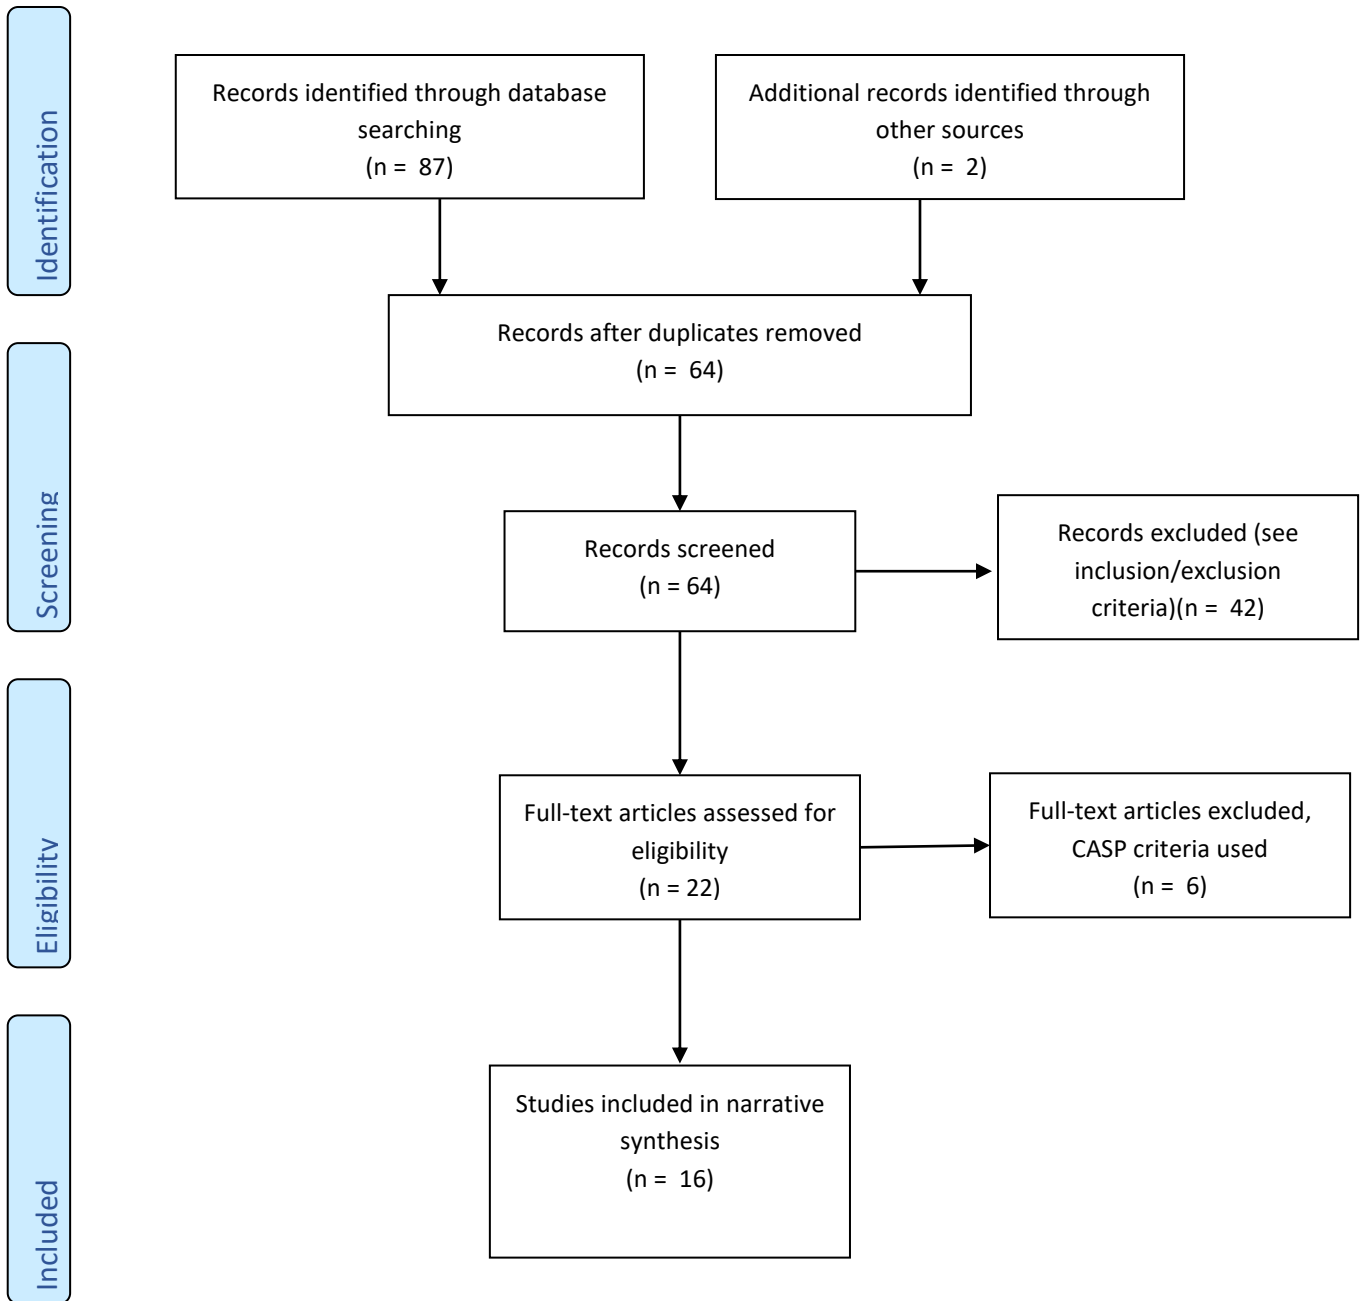 Identification
Records identified through database
searching
(n =  87)
Additional records identified through
other sources
(n =  2)
Records after duplicates removed
(n =  64)
Screening
Records screened
(n = 64)
Records excluded (see
inclusion/exclusion
criteria)(n =  42)
Eligibility
Full-text articles assessed for
eligibility
(n = 22)
Full-text articles excluded,
CASP criteria used
(n =  6)
Included
Studies included in narrative
synthesis
(n =  16)